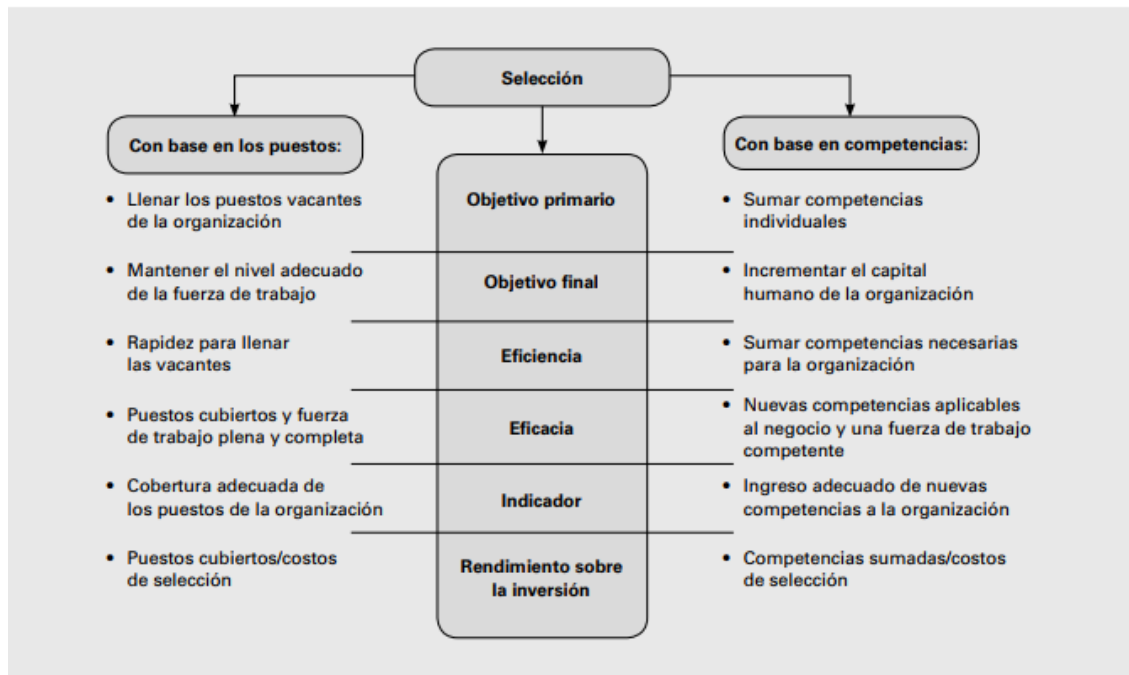 Selección
Con base en los puestos:
Con base en competencias:
• Llenar los puestos vacantes
de la organización
Objetivo primario
• Sumar competencias
individuales
• Mantener el nivel adecuado
de la fuerza de trabajo
Objetivo final
• Incrementar el capital
humano de la organización
• Rapidez para llenar
las vacantes
Eficiencia
• Sumar competencias necesarias
para la organización
• Puestos cubiertos y fuerza
de trabajo plena y completa
Eficacia
• Nuevas competencias aplicables
al negocio y una fuerza de trabajo
competente
• Cobertura adecuada de
los puestos de la organización
Indicador
• Ingreso adecuado de nuevas
competencias a la organización
• Puestos cubiertos/costos
de selección
Rendimiento sobre
la inversión
• Competencias sumadas/costos
de selección